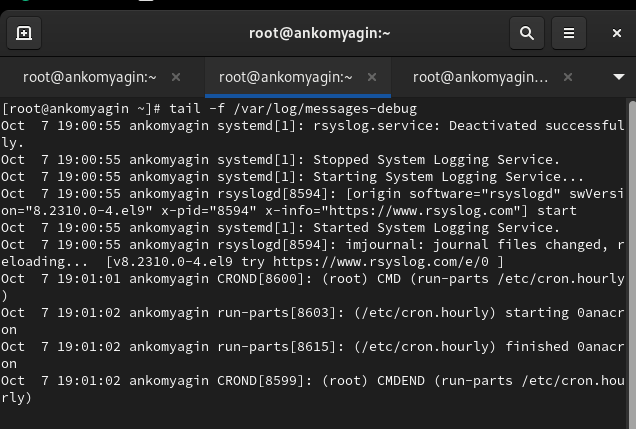 root@ankomyagin:~
root@ankomyagin:~ × root@ankomyagin:~ × root@ankomyagin... ×
[root@ankomyagin ~]# tail -f /var/log/messages-debug
Oct  7 19:00:55 ankomyagin systemd[1]: rsyslog.service: Deactivated successful
ly.
Oct  7 19:00:55 ankomyagin systemd[1]: Stopped System Logging Service.
Oct  7 19:00:55 ankomyagin systemd[1]: Starting System Logging Service...
Oct  7 19:00:55 ankomyagin rsyslogd[8594]: [origin software="rsyslogd" swVersi
on="8.2310.0-4.el9" x-pid="8594" x-info="https://www.rsyslog.com"] start
Oct  7 19:00:55 ankomyagin systemd[1]: Started System Logging Service.
Oct  7 19:00:55 ankomyagin rsyslogd[8594]: imjournal: journal files changed, r
eloading...  [v8.2310.0-4.el9 try https://www.rsyslog.com/e/0 ]
Oct  7 19:01:01 ankomyagin CROND[8600]: (root) CMD (run-parts /etc/cron.hourly
)
Oct  7 19:01:02 ankomyagin run-parts[8603]: (/etc/cron.hourly) starting 0anacr
on
Oct  7 19:01:02 ankomyagin run-parts[8615]: (/etc/cron.hourly) finished 0anacr
on
Oct  7 19:01:02 ankomyagin CROND[8599]: (root) CMDEND (run-parts /etc/cron.hou
rly)